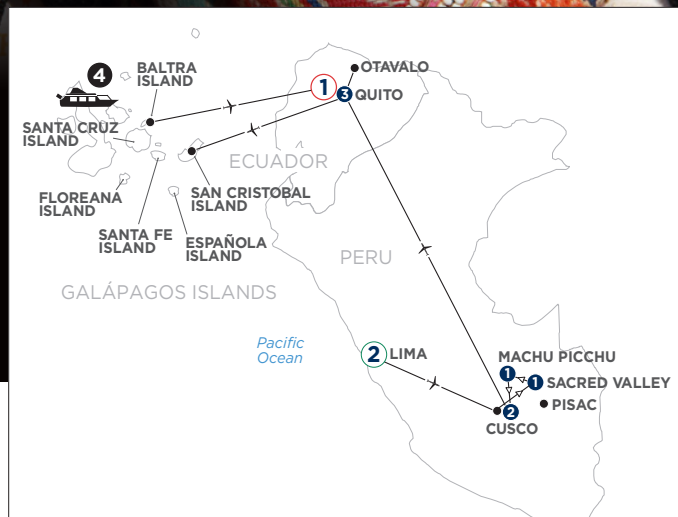 4
BALTRA
ISLAND
OTAVALO
1
3
QUITO
SANTA CRUZ
ISLAND
ECUADOR
FLOREANA
ISLAND
SAN CRISTOBAL
ISLAND
SANTA FE
ISLAND
ESPAÑOLA
ISLAND
PERU
GALÁPAGOS ISLANDS
Pacific
Ocean
2
LIMA
MACHU PICCHU
1
1
SACRED VALLEY
PISAC
2
CUSCO